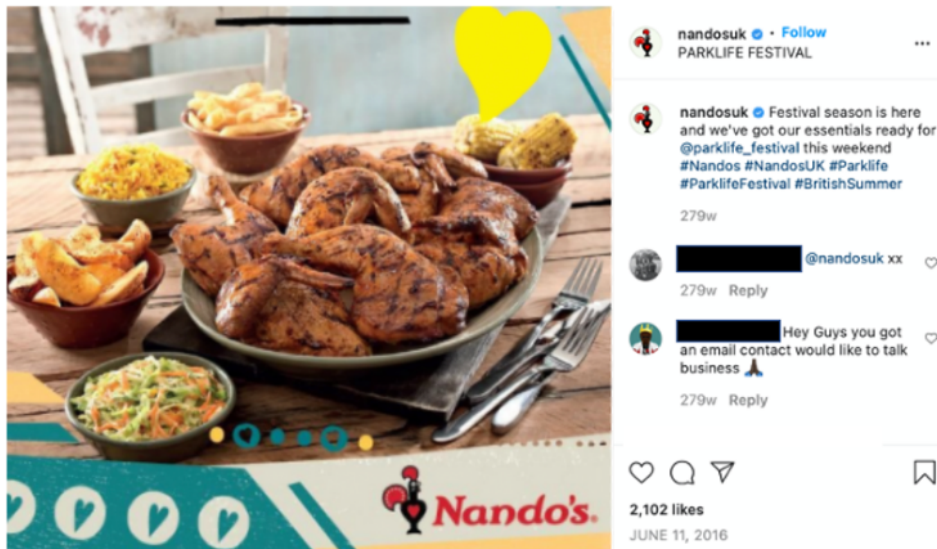 Nando's.
nandosuk • Follow
PARKLIFE FESTIVAL
nandosuk Festival season is here
and we've got our essentials ready for
@parklife_festival this weekend
#Nandos #NandosUK #Parklife
#ParklifeFestival #BritishSummer
279w
@nandosuk xx
279w Reply
Hey Guys you got
an email contact would like to talk
business
279w Reply
2,102 likes
JUNE 11, 2016